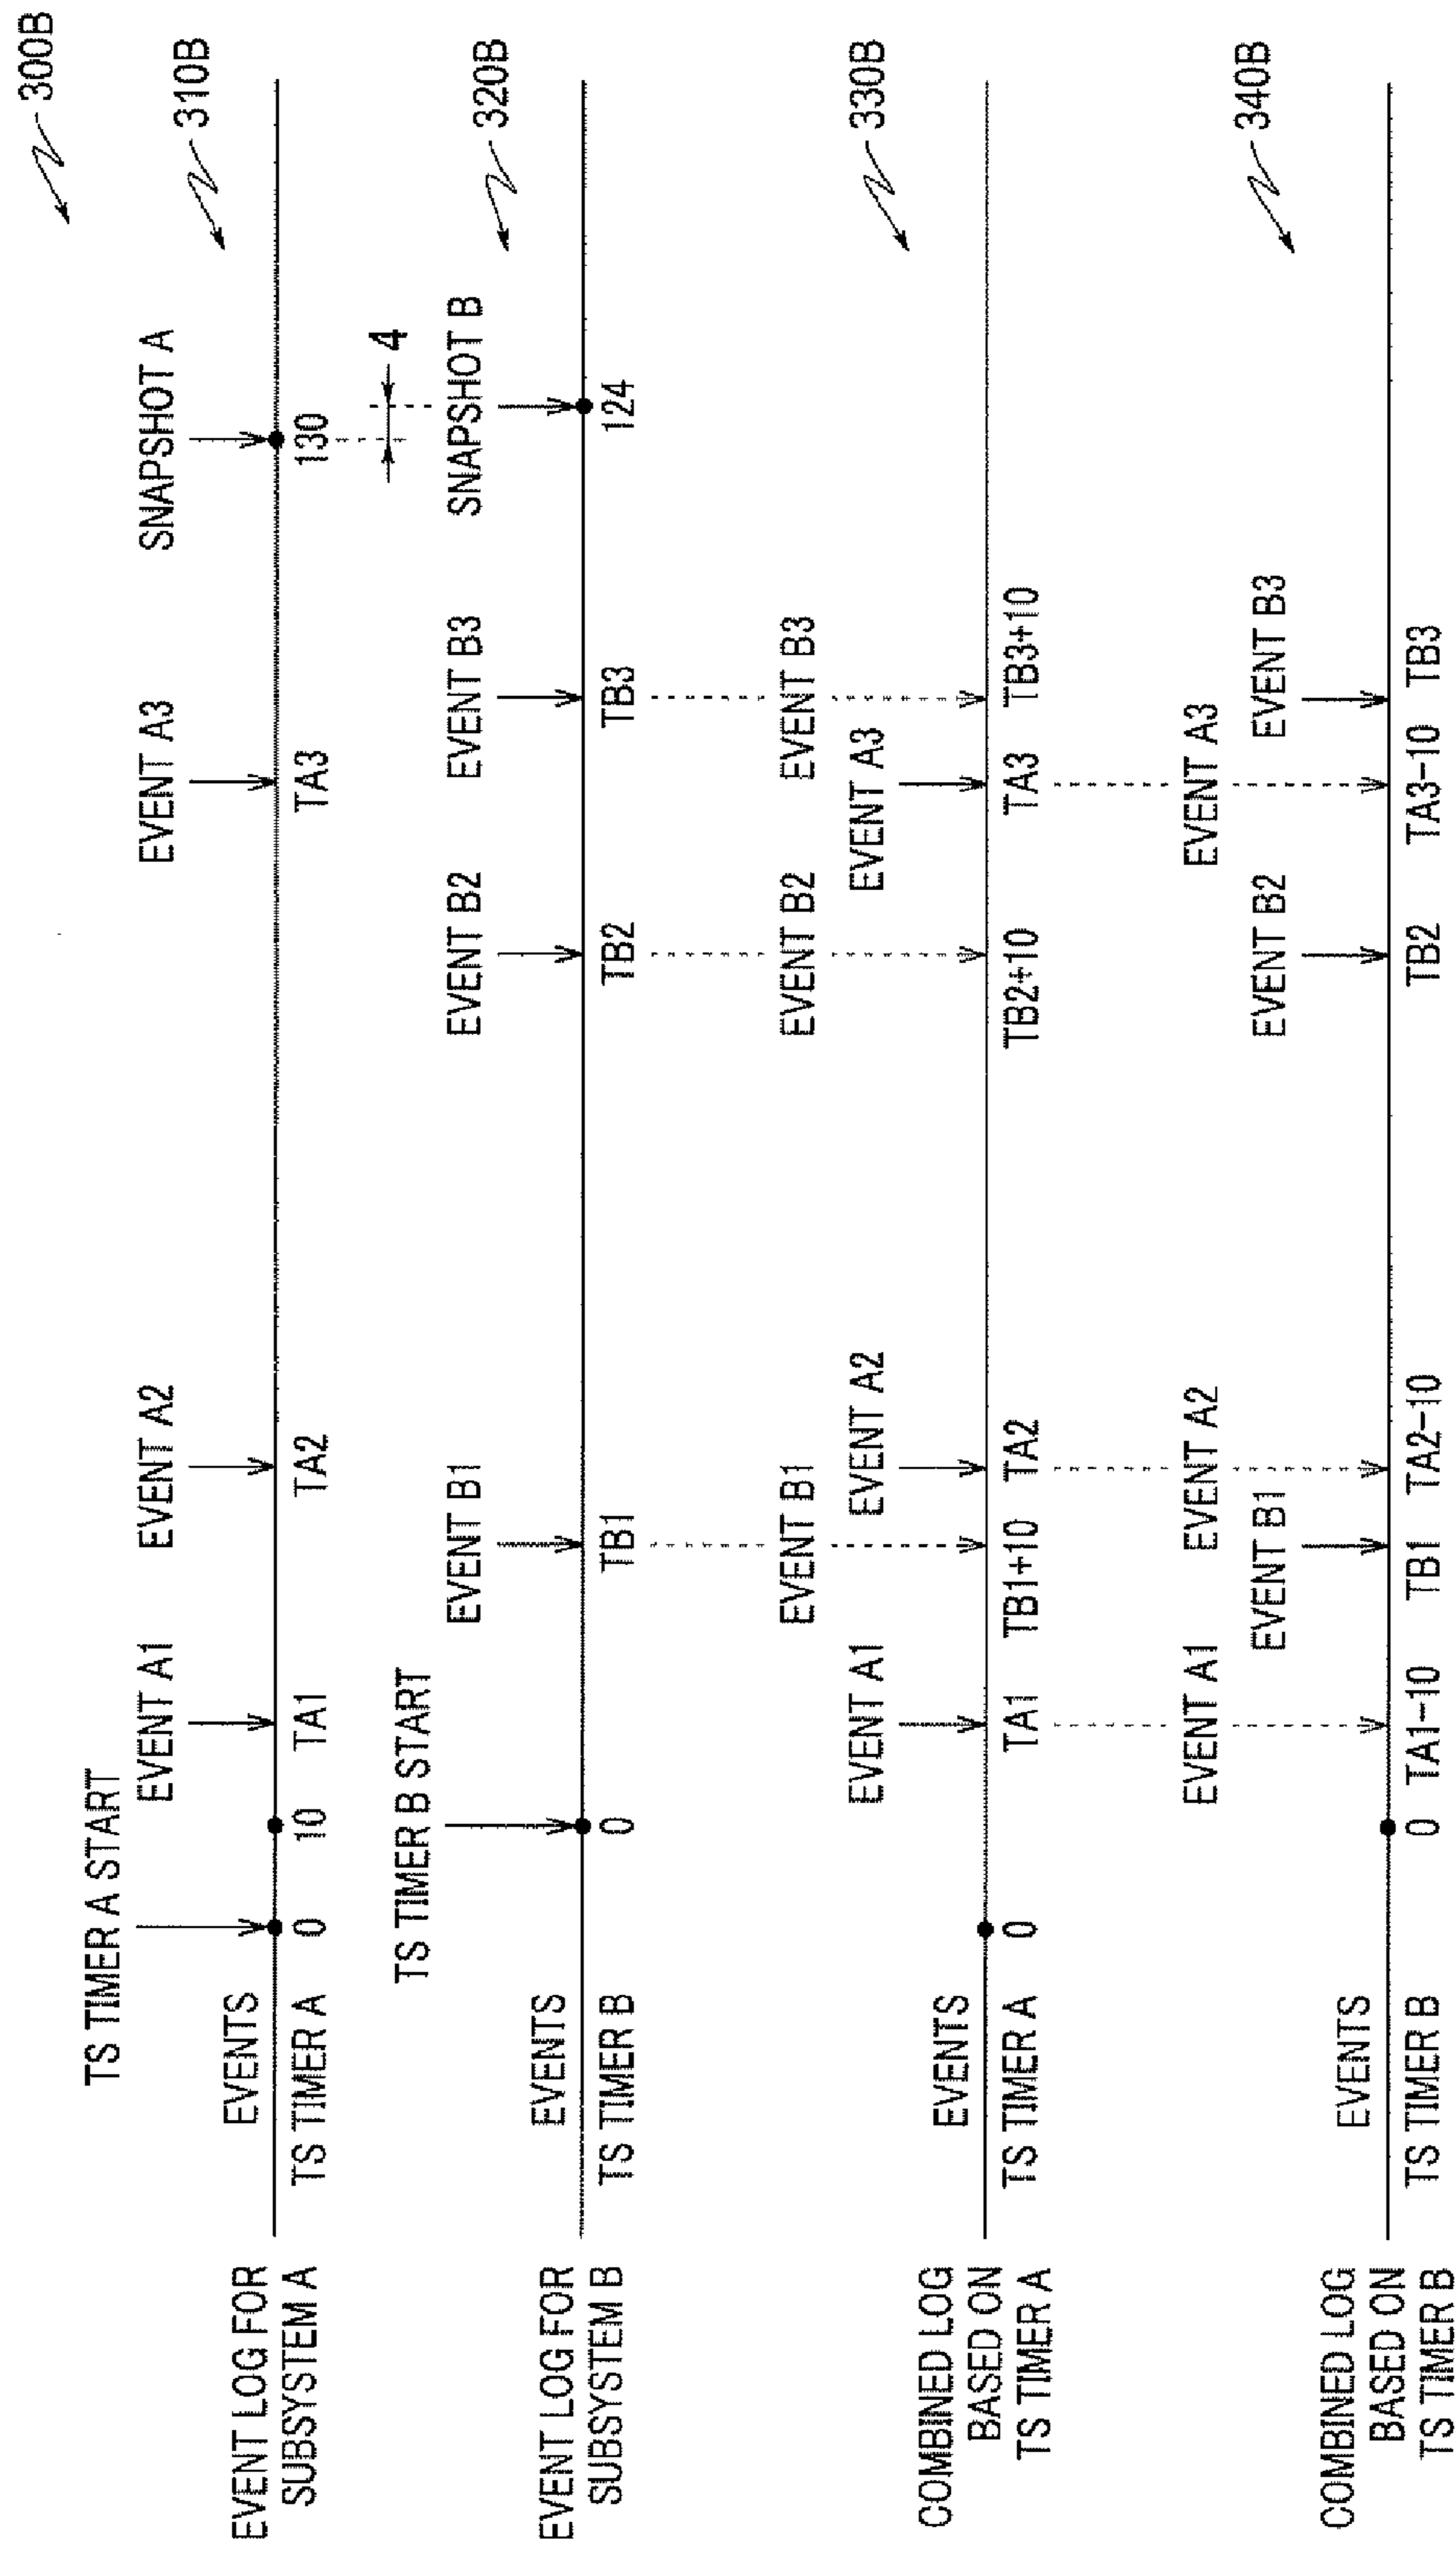 300B
310B
TS TIMER A START
EVENT A1
EVENT A2
EVENT A3
SNAPSHOT A
EVENT LOG FOR
SUBSYSTEM A
EVENTS
TS TIMER A
0
10
TA1
TA2
TA3
130
4
320B
TS TIMER B START
EVENT B1
EVENT B2
EVENT B3
SNAPSHOT B
EVENT LOG FOR
SUBSYSTEM B
EVENTS
TS TIMER B
0
TB1
TB2
TB3
124
330B
EVENT B1
EVENT B2
EVENT B3
EVENT A1
EVENT A2
EVENT A3
COMBINED LOG
BASED ON
TS TIMER A
EVENTS
TS TIMER A
0
TA1
TB1+10
TA2
TB2+10
TA3
TB3+10
340B
EVENT A1
EVENT A2
EVENT A3
EVENT B1
EVENT B2
EVENT B3
COMBINED LOG
BASED ON
TS TIMER B
EVENTS
TS TIMER B
0
TA1-10
TB1
TA2-10
TB2
TA3-10
TB3